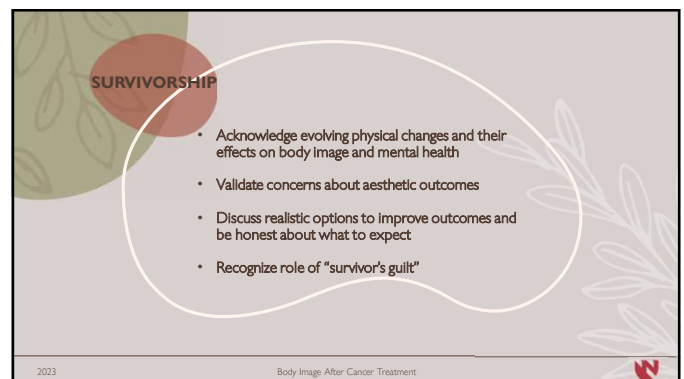 SURVIVORSHIP
• Acknowledge evolving physical changes and their
effects on body image and mental health
• Validate concerns about aesthetic outcomes
• Discuss realistic options to improve outcomes and
be honest about what to expect
• Recognize role of “survivor’s guilt”
2023
Body Image After Cancer Treatment
N